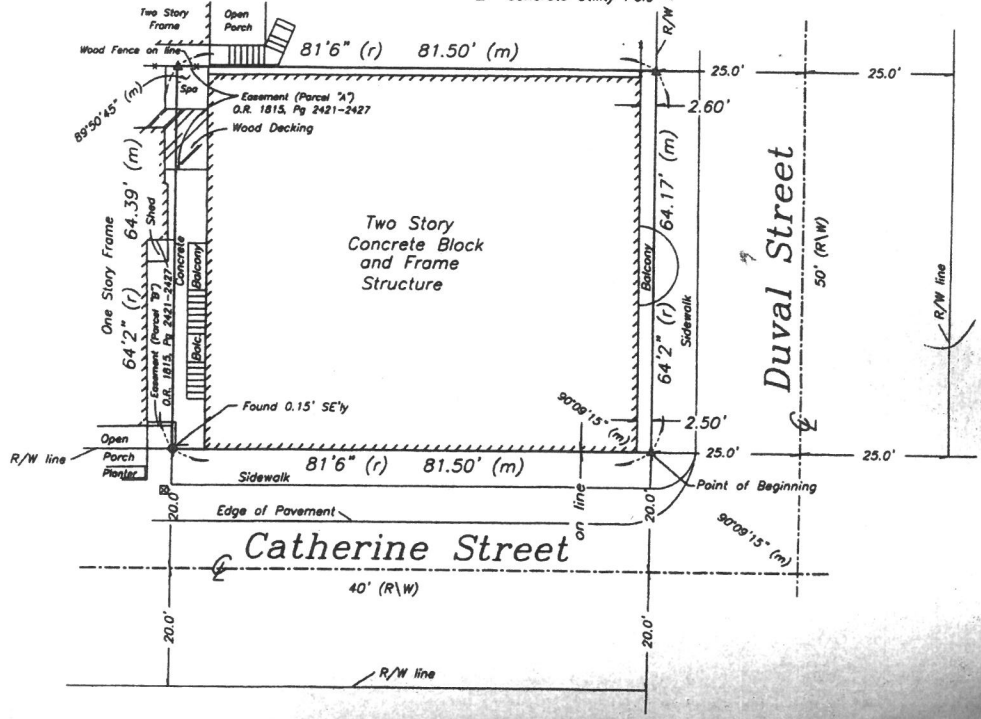 Concrete Utility Pole
Two Story
Frame
Open
Porch
R/W
Wood Fence on line
81'6" (r) 81.50' (m)
25.0'
25.0'
Spa
Easement (Parcel "A")
O.R. 1815, Pg 2421-2427
2.60'
89°50'45" (m)
Wood Decking
64.39' (m)
64.17' (m)
One Story Frame
Shed
Concrete
Balcony
Two Story
Concrete Block
and Frame
Structure
Balcony
Duval Street
50' (R\W)
R/W line
64'2" (r)
Easement (Parcel "B")
O.R. 1815, Pg 2421-2427
Balc.
64'2" (r)
Sidewalk
Found 0.15' SE'ly
90°09'15" (m)
2.50'
Open
Porch
Planter
R/W line
81'6" (r) 81.50' (m)
25.0'
25.0'
Sidewalk
on line
Point of Beginning
20.0'
20.0'
Edge of Pavement
90°09'15" (m)
Catherine Street
40' (R\W)
20.0'
20.0'
R/W line